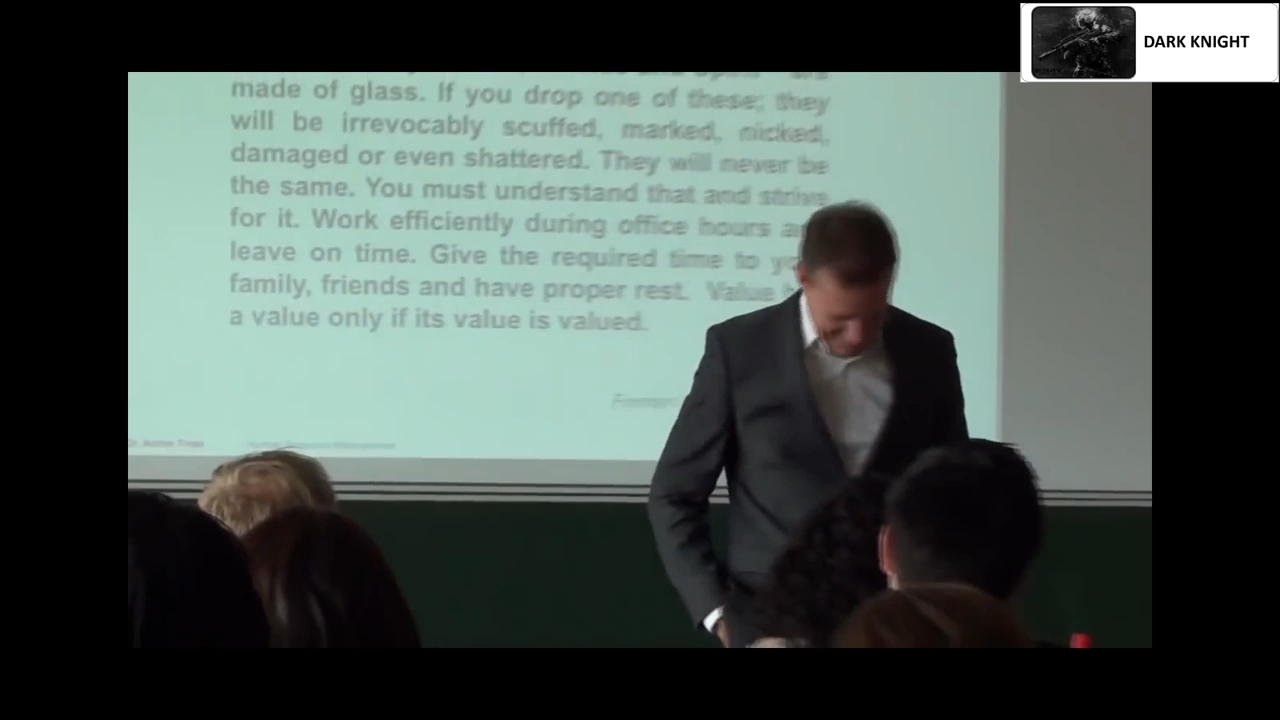 DARK KNIGHT
made of glass. If you drop one of these; they
will be irrevocably scuffed, marked, nicked,
damaged or even shattered. They will never be
the same. You must understand that and strive
for it. Work efficiently during office hours
leave on time. Give the required time to
family, friends and have proper rest. Value
a value only if its value is valued.